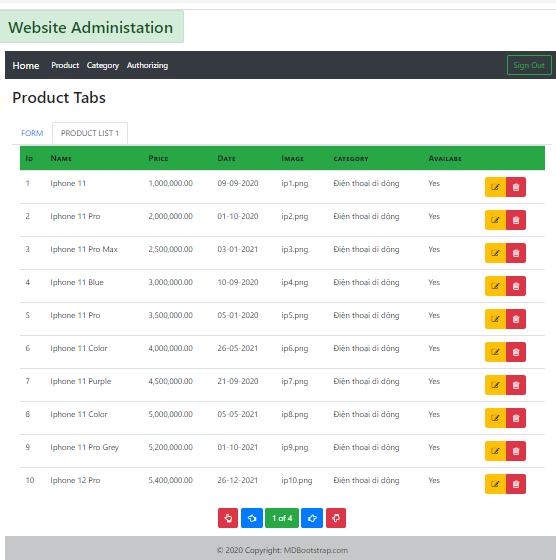 Website Administation
Home Product Category Authorizing Sign Out
Product Tabs
FORM PRODUCT LIST 1
Id Name Price Date Image category Availabe
1 Iphone 11 1,000,000.00 09-09-2020 ip1.png Điện thoại di động Yes
2 Iphone 11 Pro 2,000,000.00 01-10-2020 ip2.png Điện thoại di động Yes
3 Iphone 11 Pro Max 2,500,000.00 03-01-2021 ip3.png Điện thoại di động Yes
4 Iphone 11 Blue 3,000,000.00 10-09-2020 ip4.png Điện thoại di động Yes
5 Iphone 11 Pro 3,500,000.00 05-01-2020 ip5.png Điện thoại di động Yes
6 Iphone 11 Color 4,000,000.00 26-05-2021 ip6.png Điện thoại di động Yes
7 Iphone 11 Purple 4,500,000.00 21-09-2020 ip7.png Điện thoại di động Yes
8 Iphone 11 Color 5,000,000.00 05-05-2021 ip8.png Điện thoại di động Yes
9 Iphone 11 Pro Grey 5,200,000.00 01-10-2021 ip9.png Điện thoại di động Yes
10 Iphone 12 Pro 5,400,000.00 26-12-2021 ip10.png Điện thoại di động Yes
1 of 4
© 2020 Copyright: MDBootstrap.com